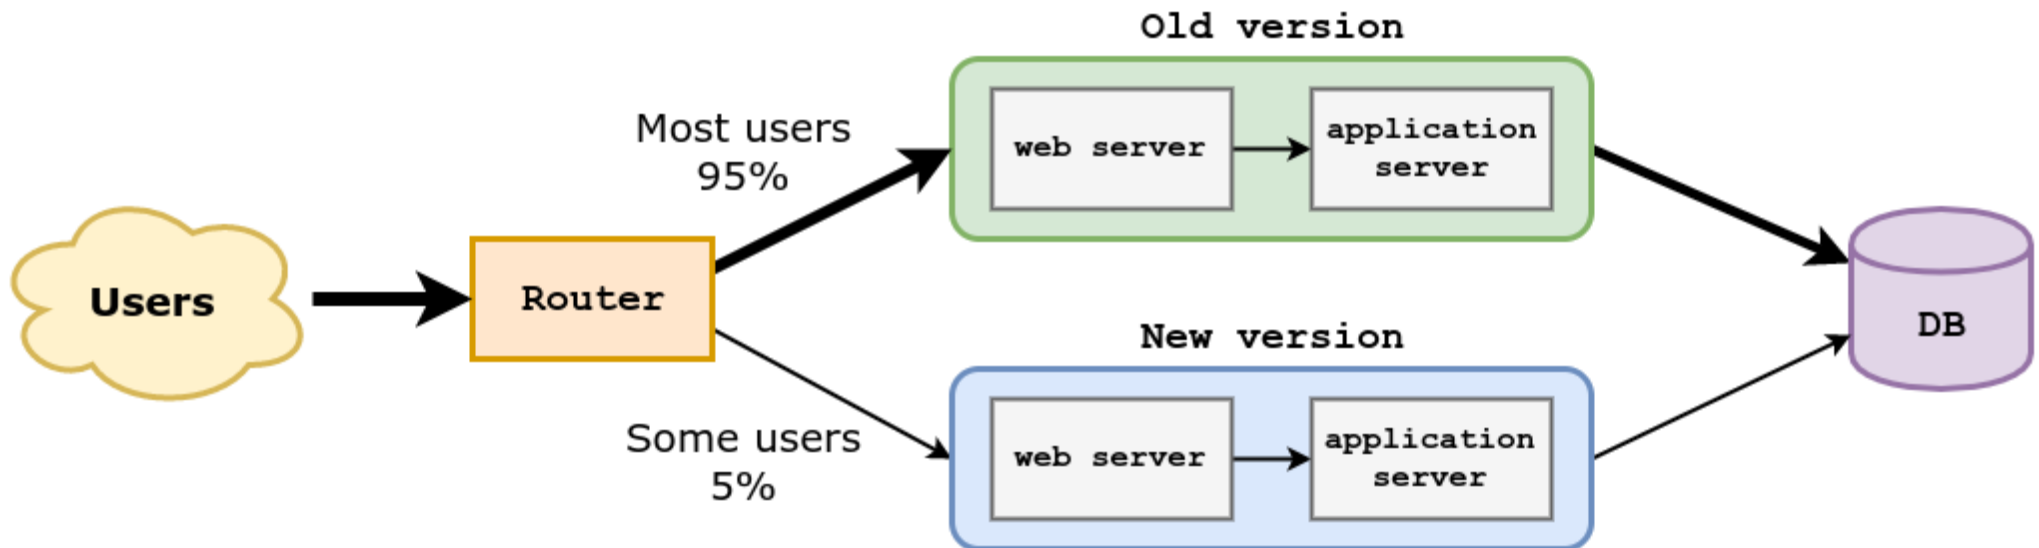 Old version
Most users
95%
web server
application
server
Users
Router
DB
New version
Some users
5%
web server
application
server